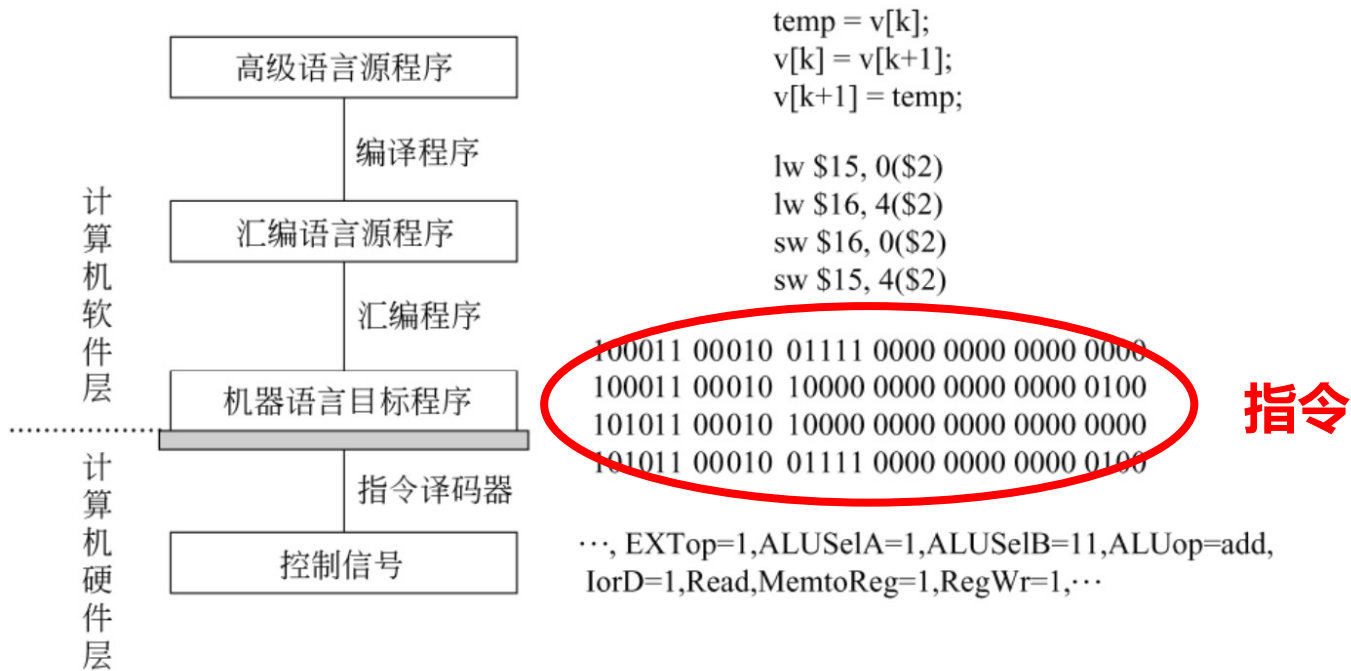 高级语言源程序
编译程序
汇编语言源程序
汇编程序
机器语言目标程序
指令译码器
控制信号
计算机软件层
计算机硬件层
temp = v[k];
v[k] = v[k+1];
v[k+1] = temp;
lw $15, 0($2)
lw $16, 4($2)
sw $16, 0($2)
sw $15, 4($2)
100011 00010 01111 0000 0000 0000 0000
100011 00010 10000 0000 0000 0000 0100
101011 00010 10000 0000 0000 0000 0000
101011 00010 01111 0000 0000 0000 0100
指令
···, EXTop=1,ALUSelA=1,ALUSelB=11,ALUop=add,
IorD=1,Read,MemtoReg=1,RegWr=1,···